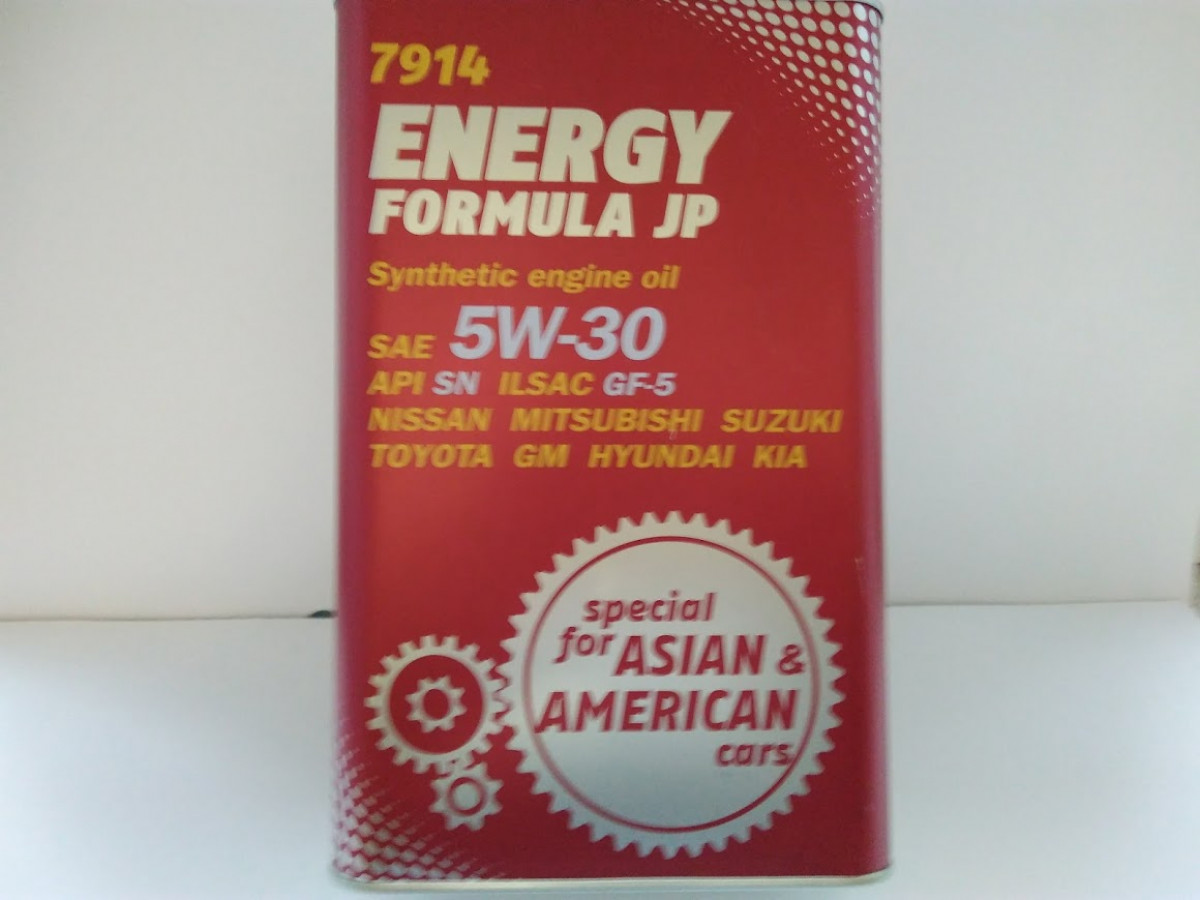 7914
ENERGY
FORMULA JP
Synthetic engine oil
SAE 5W-30
API SN ILSAC GF-5
NISSAN MITSUBISHI SUZUKI
TOYOTA GM HYUNDAI KIA
special
for ASIAN &
AMERICAN
cars